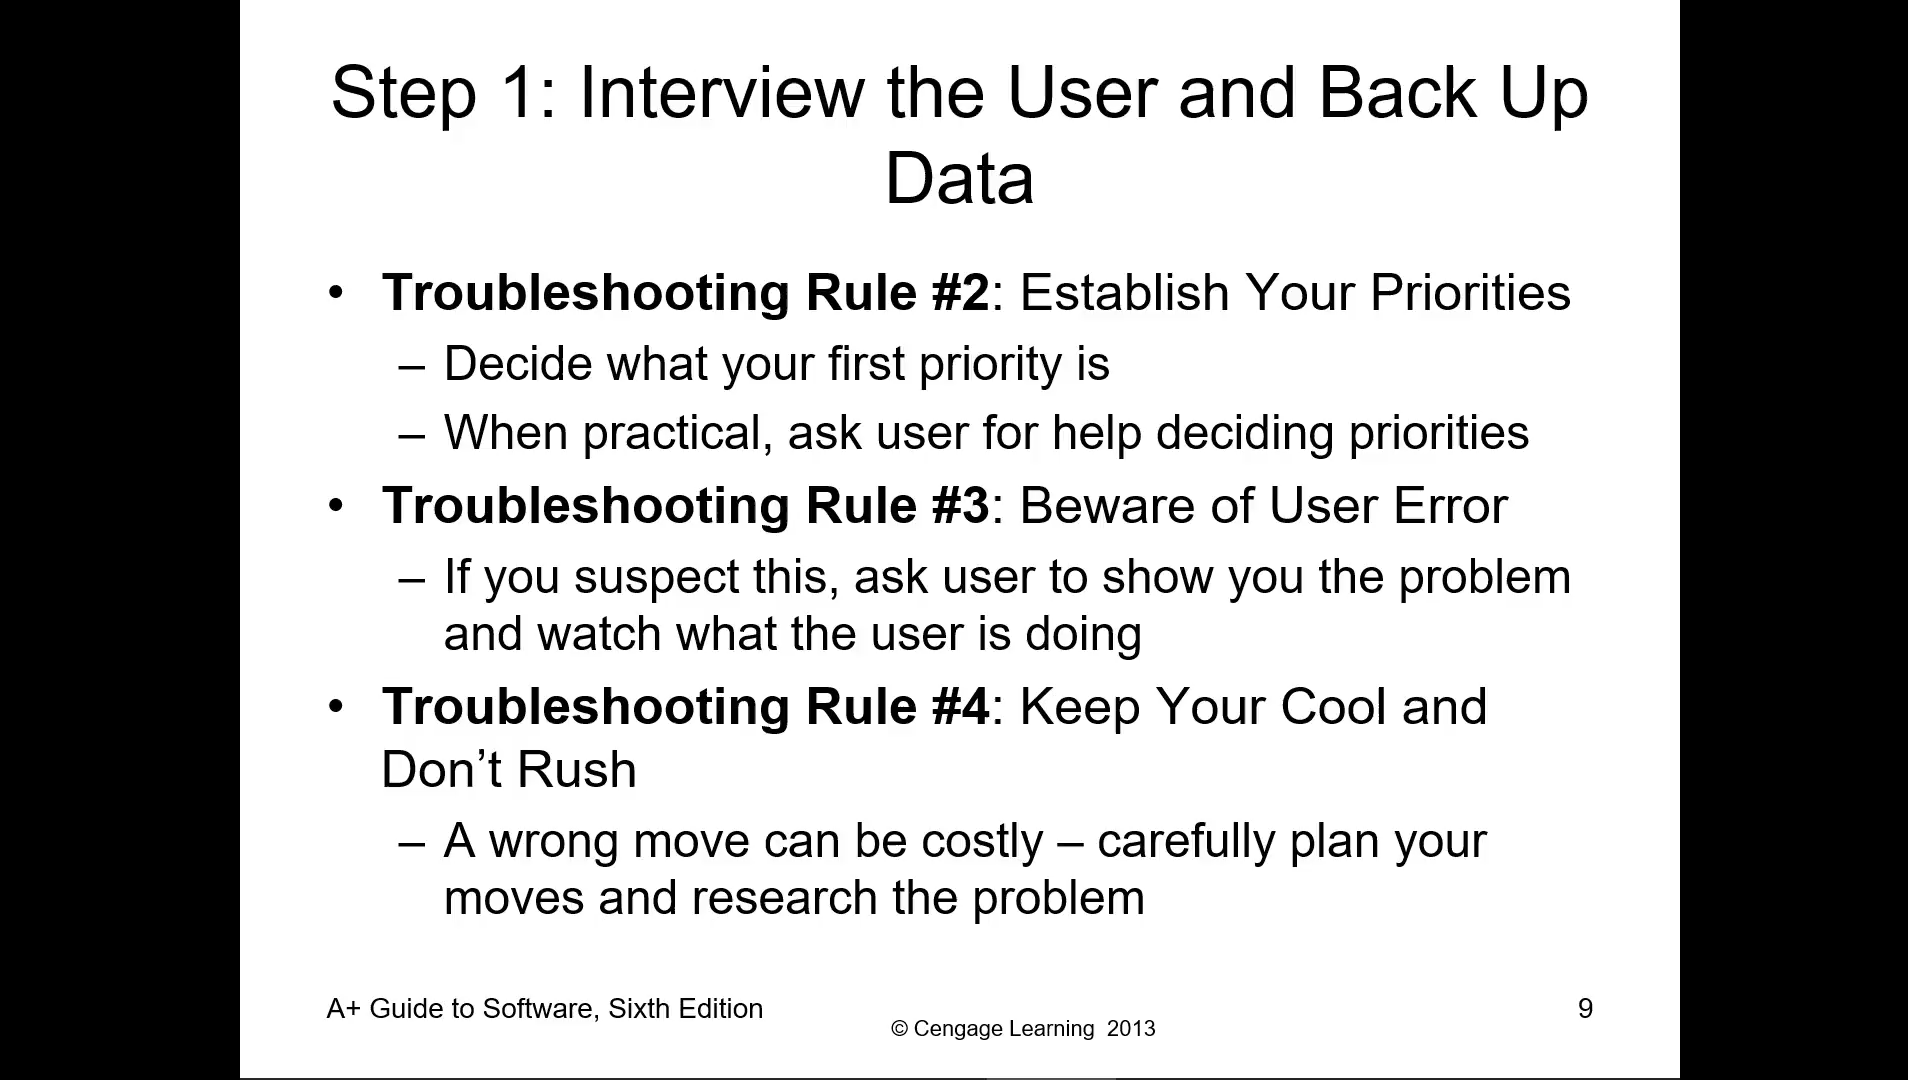 Step 1: Interview the User and Back Up
Data
• Troubleshooting Rule #2: Establish Your Priorities
– Decide what your first priority is
– When practical, ask user for help deciding priorities
• Troubleshooting Rule #3: Beware of User Error
– If you suspect this, ask user to show you the problem
and watch what the user is doing
• Troubleshooting Rule #4: Keep Your Cool and
Don’t Rush
– A wrong move can be costly – carefully plan your
moves and research the problem
A+ Guide to Software, Sixth Edition
© Cengage Learning 2013
9